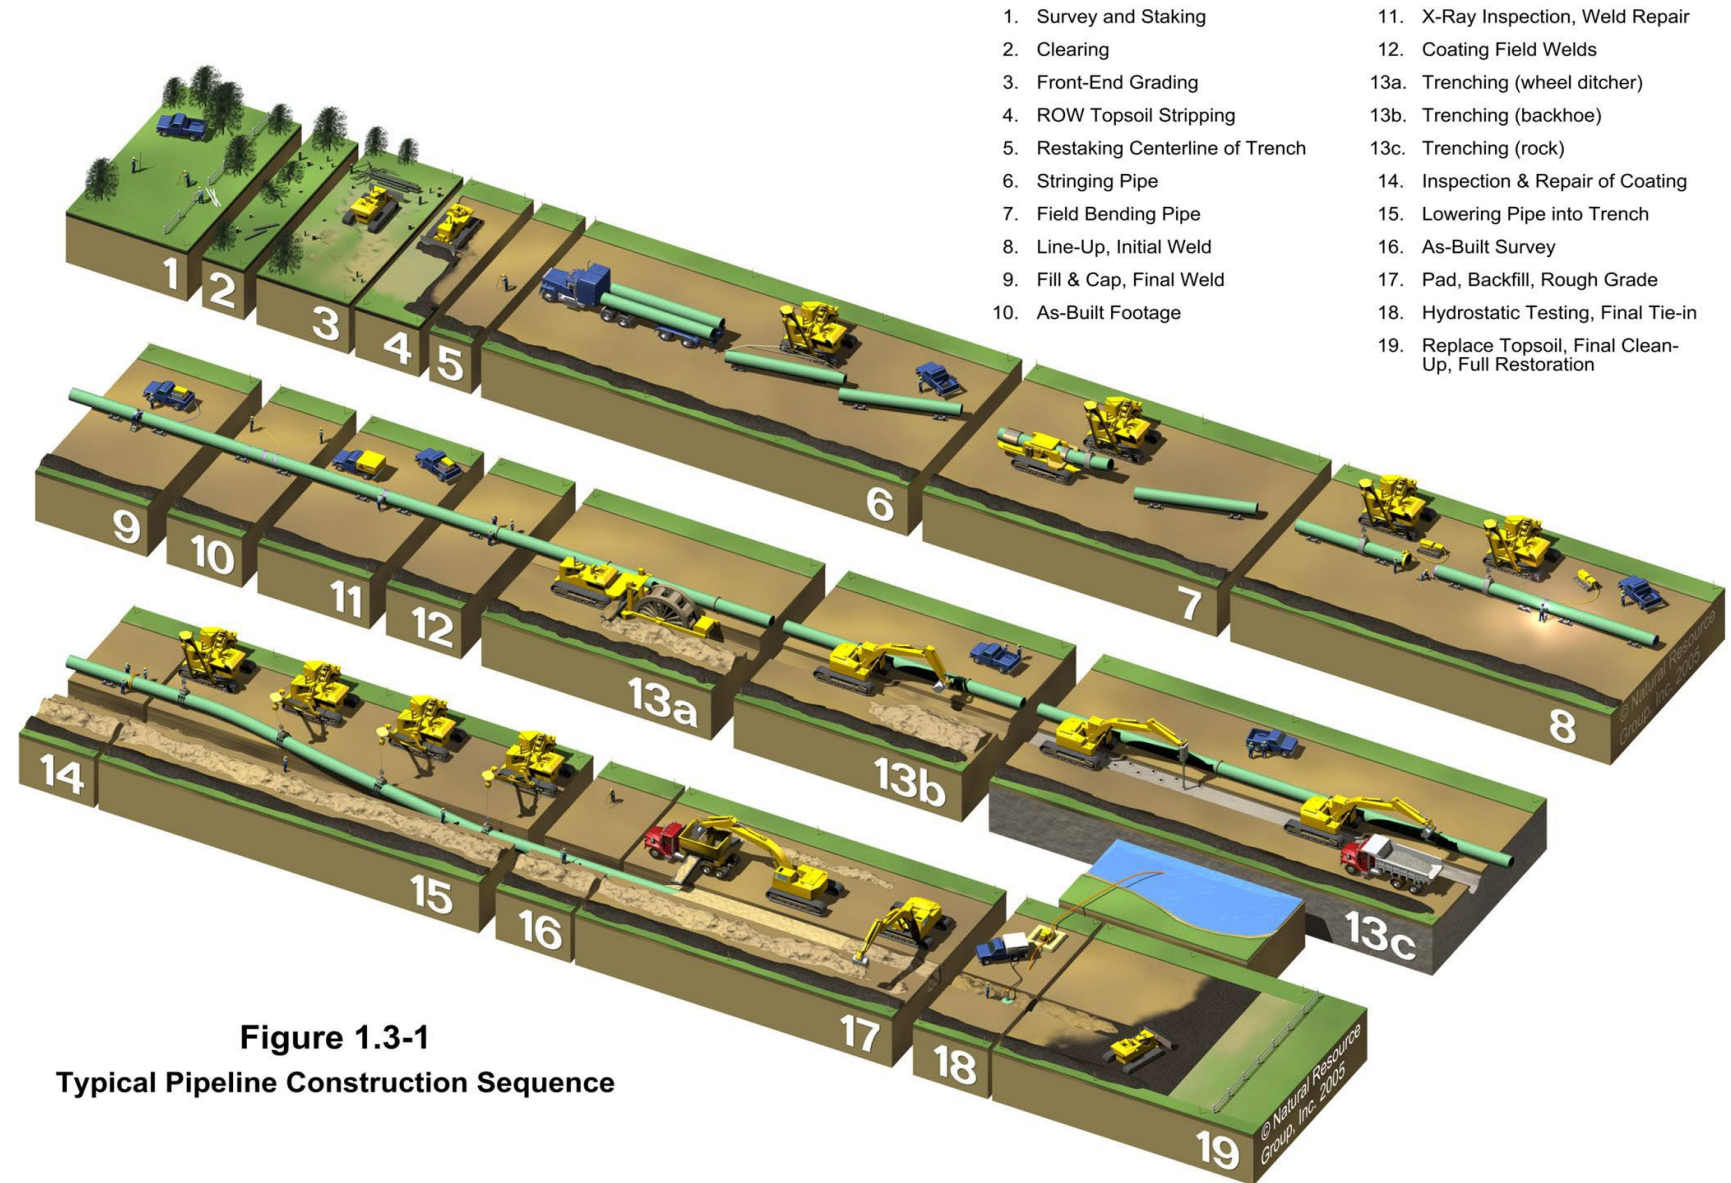 1. Survey and Staking
2. Clearing
3. Front-End Grading
4. ROW Topsoil Stripping
5. Restaking Centerline of Trench
6. Stringing Pipe
7. Field Bending Pipe
8. Line-Up, Initial Weld
9. Fill & Cap, Final Weld
10. As-Built Footage
11. X-Ray Inspection, Weld Repair
12. Coating Field Welds
13a. Trenching (wheel ditcher)
13b. Trenching (backhoe)
13c. Trenching (rock)
14. Inspection & Repair of Coating
15. Lowering Pipe into Trench
16. As-Built Survey
17. Pad, Backfill, Rough Grade
18. Hydrostatic Testing, Final Tie-in
19. Replace Topsoil, Final Clean-
Up, Full Restoration
1
2
3
4
5
6
7
8
© Natural Resource
Group, Inc. 2005
9
10
11
12
13a
13b
13c
14
15
16
17
18
19
© Natural Resource
Group, Inc. 2005
Figure 1.3-1
Typical Pipeline Construction Sequence